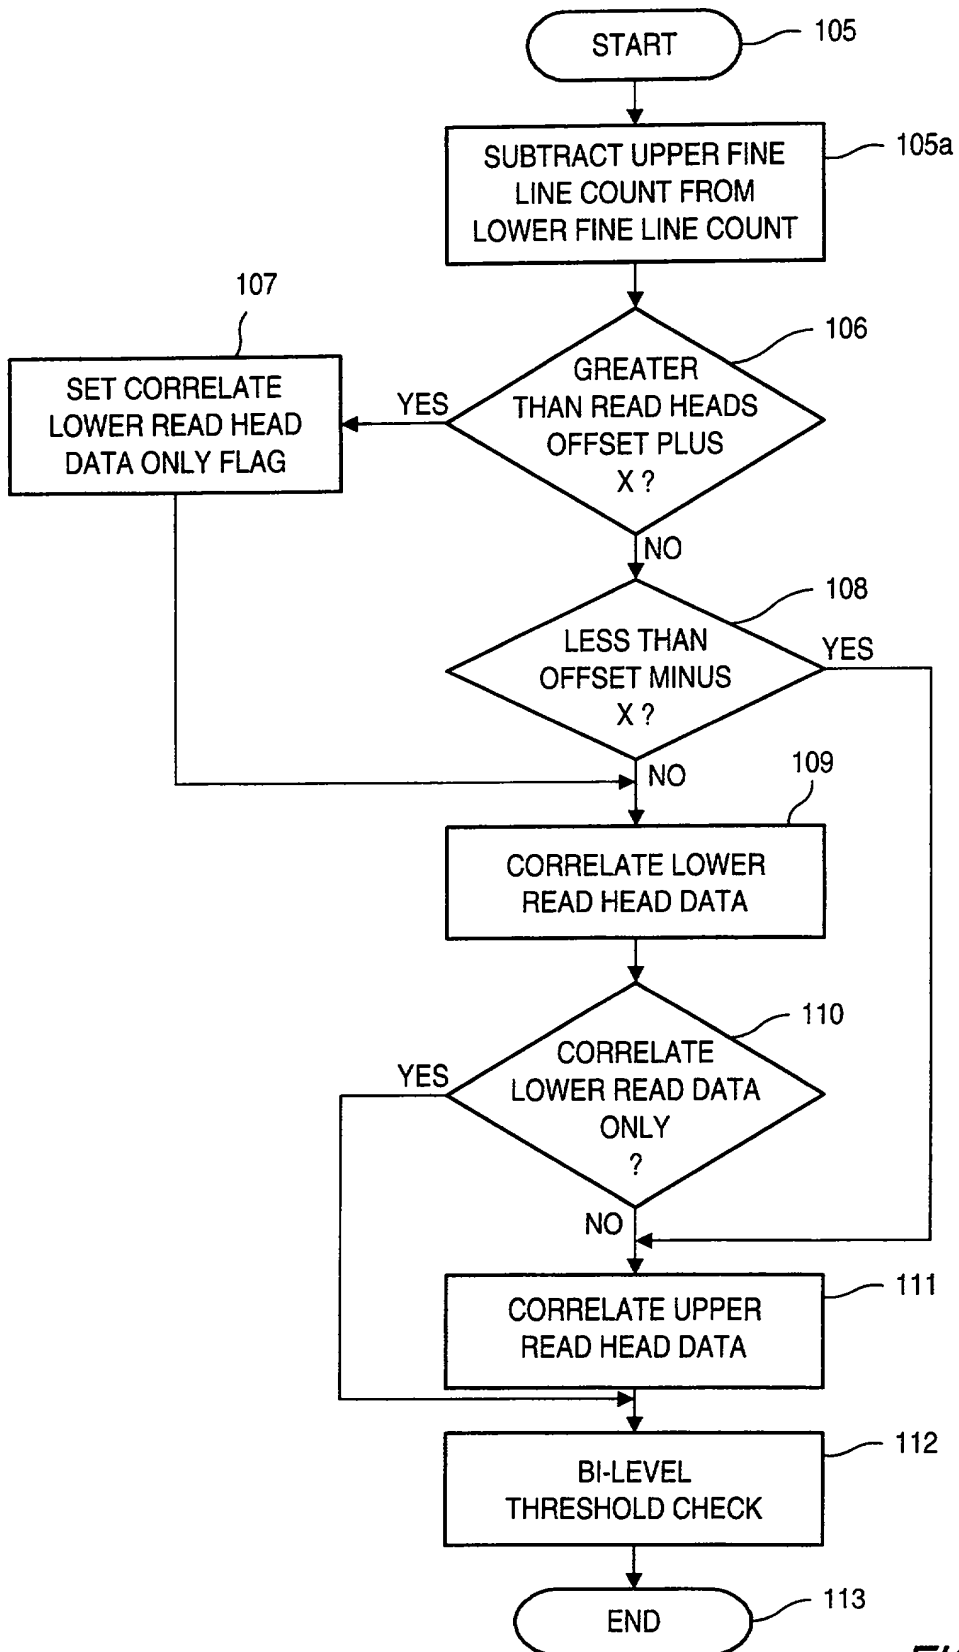 START
105
SUBTRACT UPPER FINE
LINE COUNT FROM
LOWER FINE LINE COUNT
105a
107
SET CORRELATE
LOWER READ HEAD
DATA ONLY FLAG
YES
GREATER
THAN READ HEADS
OFFSET PLUS
X ?
106
NO
LESS THAN
OFFSET MINUS
X ?
108
YES
NO
109
CORRELATE LOWER
READ HEAD DATA
110
CORRELATE
LOWER READ DATA
ONLY
?
YES
NO
CORRELATE UPPER
READ HEAD DATA
111
BI-LEVEL
THRESHOLD CHECK
112
END
113